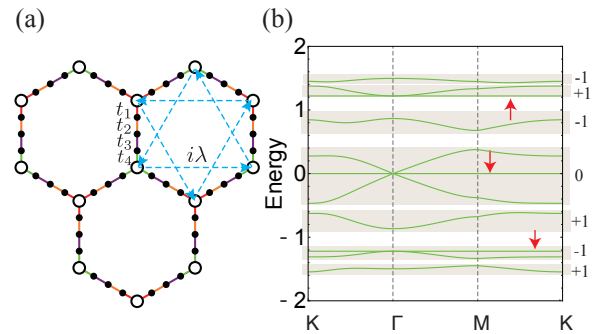 (a)
t₁
t₂
t₃
t₄
iλ
(b)
Energy
2
1
0
- 1
- 2
K
Γ
M
K
-1
+1
-1
0
+1
-1
+1